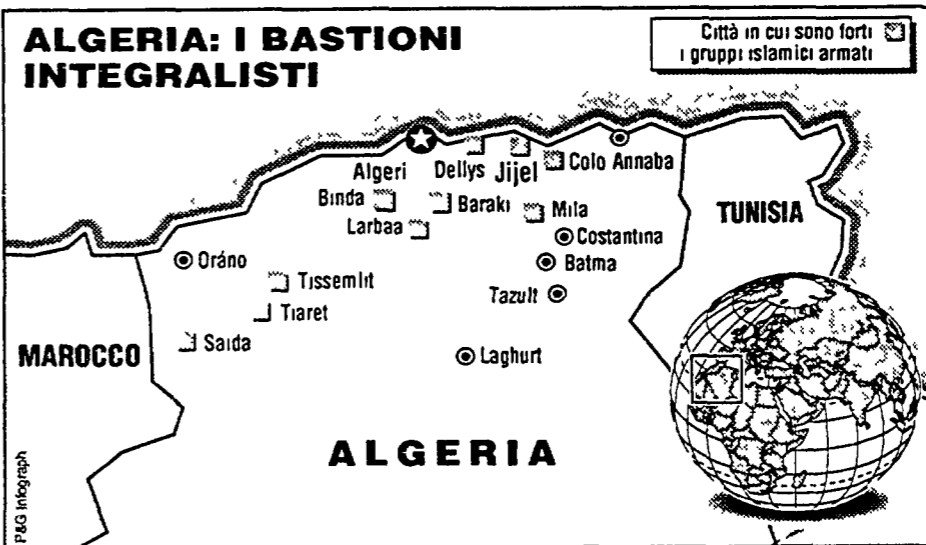 ALGERIA: I BASTIONI
INTEGRALISTI
Città in cui sono forti
i gruppi islamici armati
Algeri
Dellys
Jijel
Colo Annaba
Binda
Baraki
Mila
Larbaa
TUNISIA
Costantina
Oráno
Batma
Tissemlit
Tazult
Tiaret
Saida
MAROCCO
Laghurt
ALGERIA
P&G Infograph